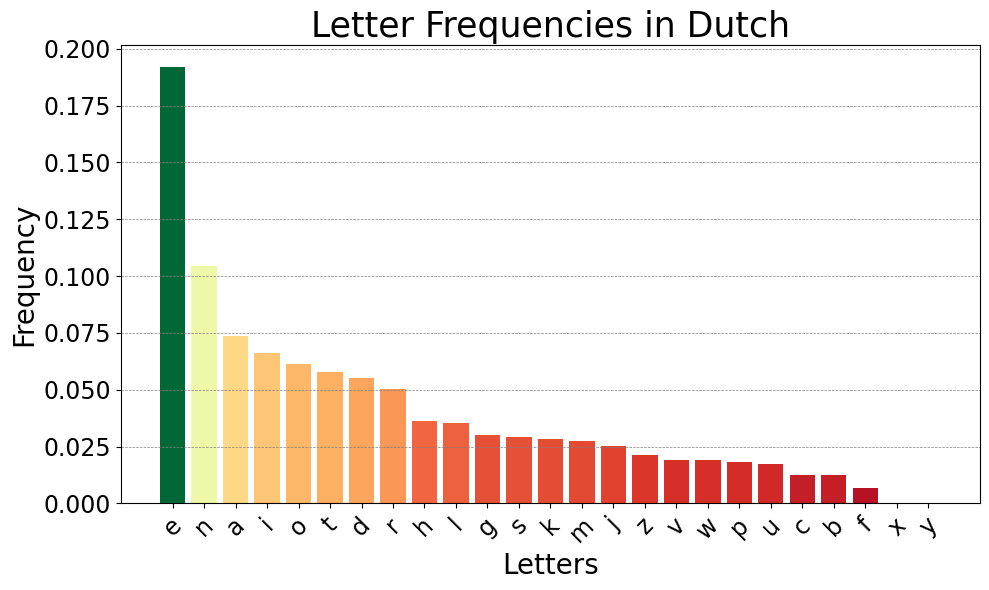 Letter Frequencies in Dutch
Frequency
0.200
0.175
0.150
0.125
0.100
0.075
0.050
0.025
0.000
e n a i o t d r h l g s k m j z v w p u c b f x y
Letters